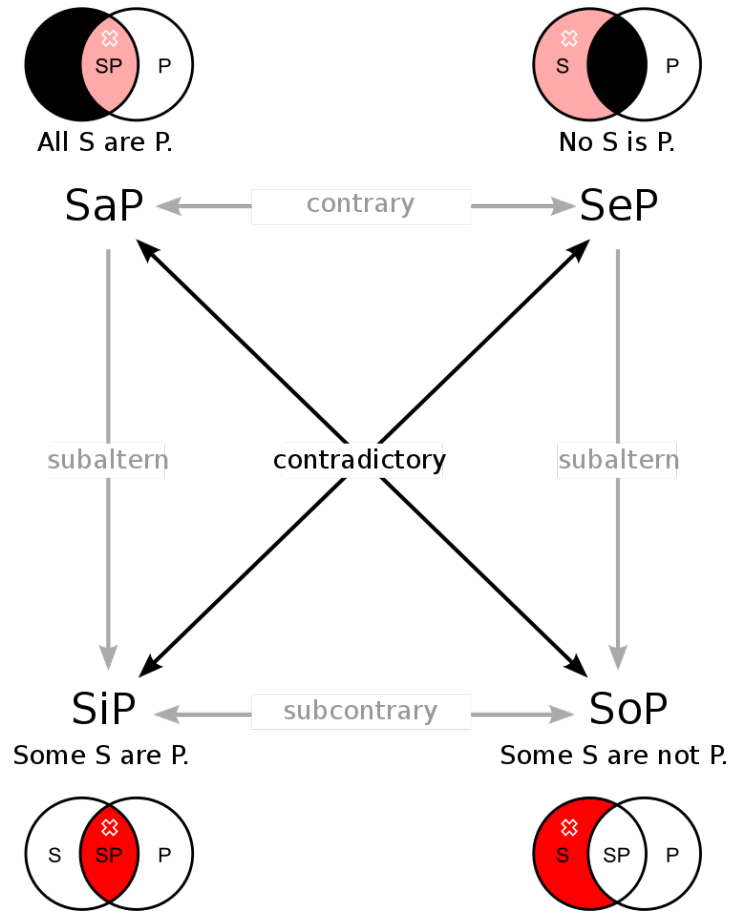 SP P
S P
All S are P.
No S is P.
SaP
contrary
SeP
subaltern
contradictory
subaltern
SiP
subcontrary
SoP
Some S are P.
Some S are not P.
S SP P
S SP P